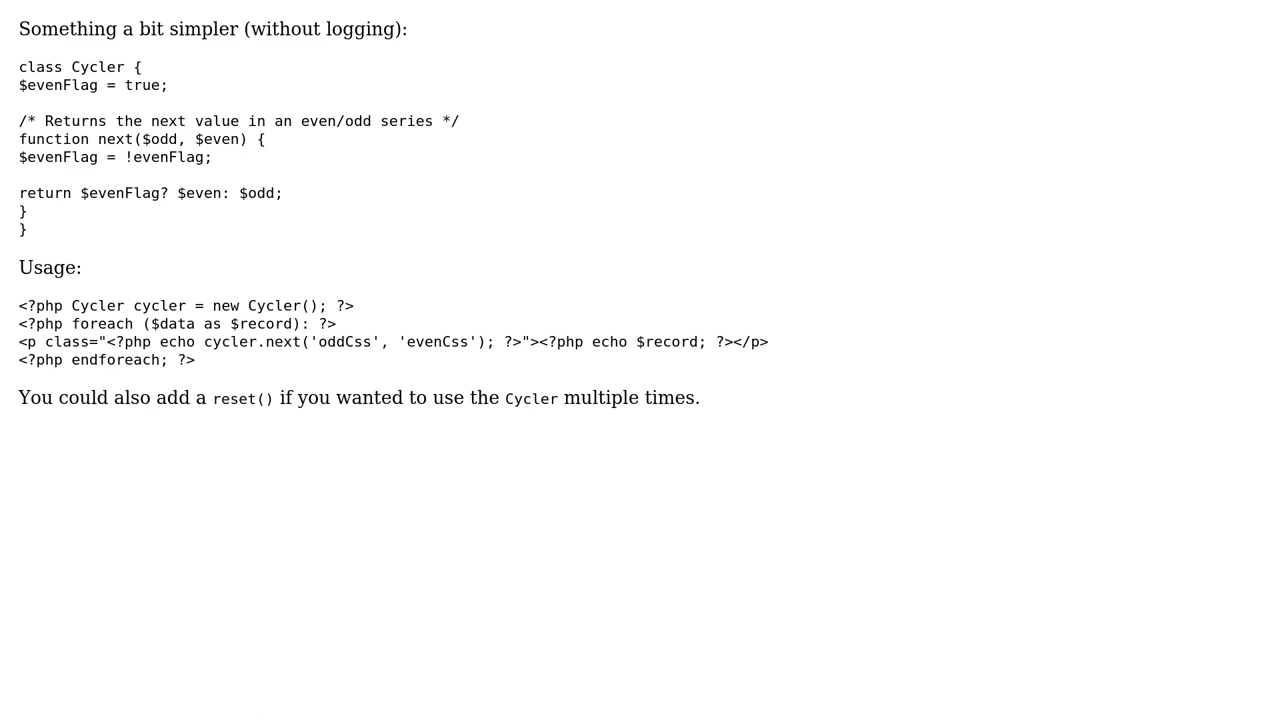 Something a bit simpler (without logging):
class Cycler {
$evenFlag = true;
/* Returns the next value in an even/odd series */
function next($odd, $even) {
$evenFlag = !evenFlag;
return $evenFlag? $even: $odd;
}
}
Usage:
<?php Cycler cycler = new Cycler(); ?>
<?php foreach ($data as $record): ?>
<p class="<?php echo cycler.next('oddCss', 'evenCss'); ?>"><?php echo $record; ?></p>
<?php endforeach; ?>
You could also add a reset() if you wanted to use the Cycler multiple times.